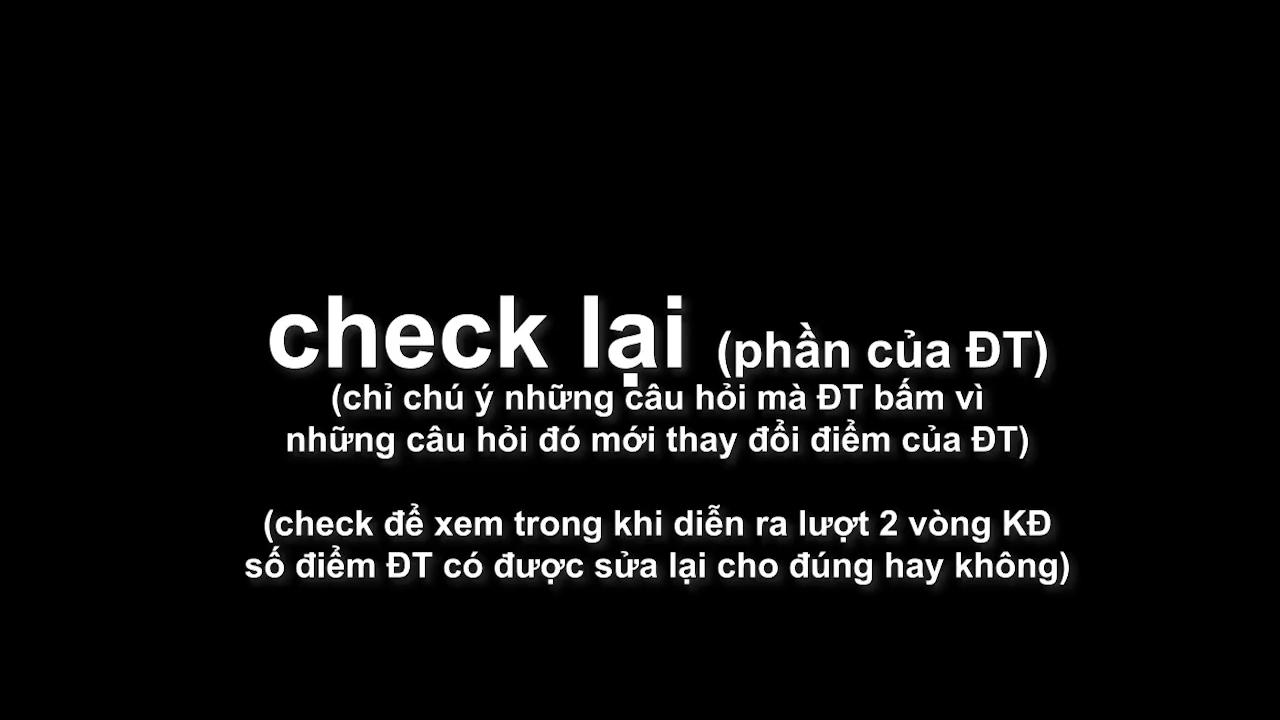 check lại (phần của ĐT)
(chỉ chú ý những câu hỏi mà ĐT bấm vì
những câu hỏi đó mới thay đổi điểm của ĐT)
(check để xem trong khi diễn ra lượt 2 vòng KĐ
số điểm ĐT có được sửa lại cho đúng hay không)